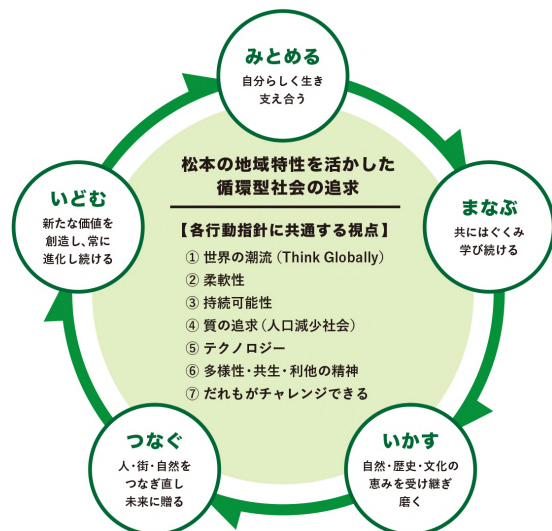 みとめる
自分らしく生き
支え合う
松本の地域特性を活かした
循環型社会の追求
【各行動指針に共通する視点】
① 世界の潮流（Think Globally）
② 柔軟性
③ 持続可能性
④ 質の追求（人口減少社会）
⑤ テクノロジー
⑥ 多様性・共生・利他の精神
⑦ だれもがチャレンジできる
まなぶ
共にはぐくみ
学び続ける
いかす
自然・歴史・文化の
恵みを受け継ぎ
磨く
つなぐ
人・街・自然を
つなぎ直し
未来に贈る
いどむ
新たな価値を
創造し、常に
進化し続ける